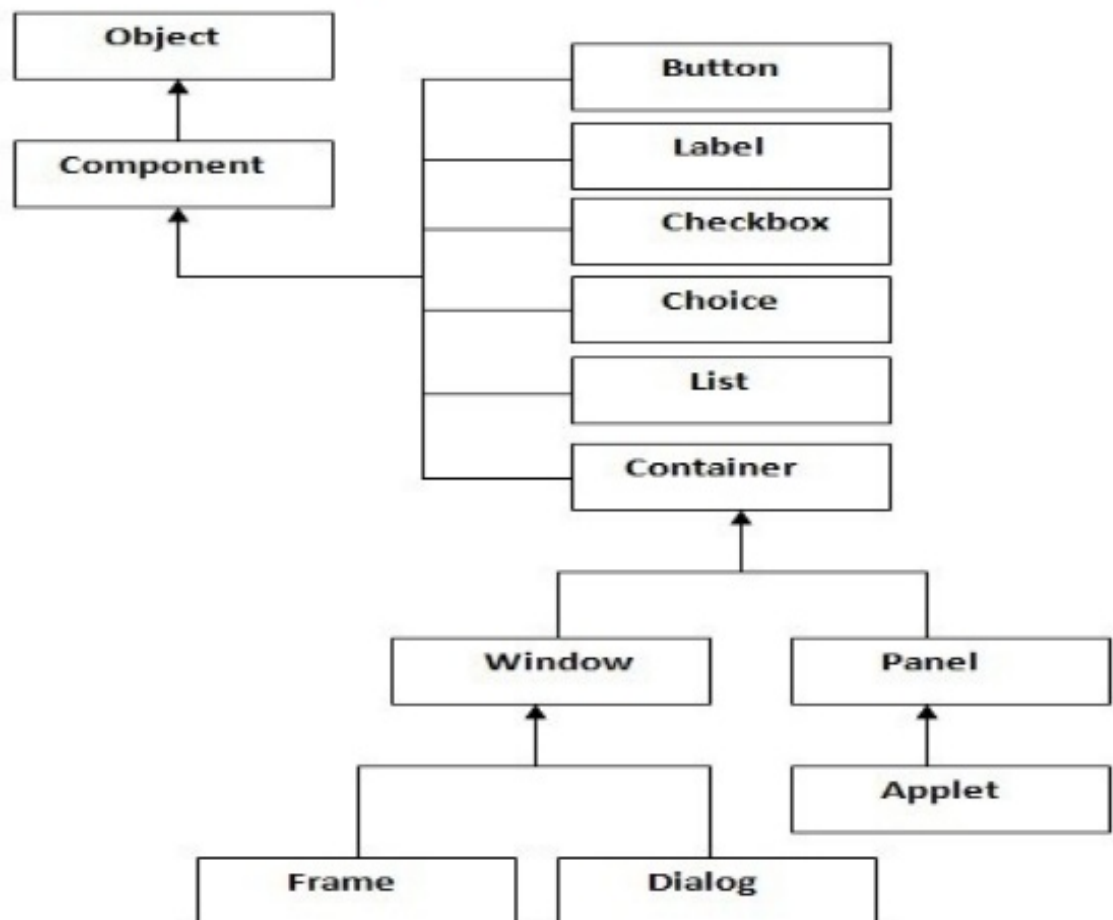 Object
Component
Button
Label
Checkbox
Choice
List
Container
Window
Panel
Applet
Frame
Dialog